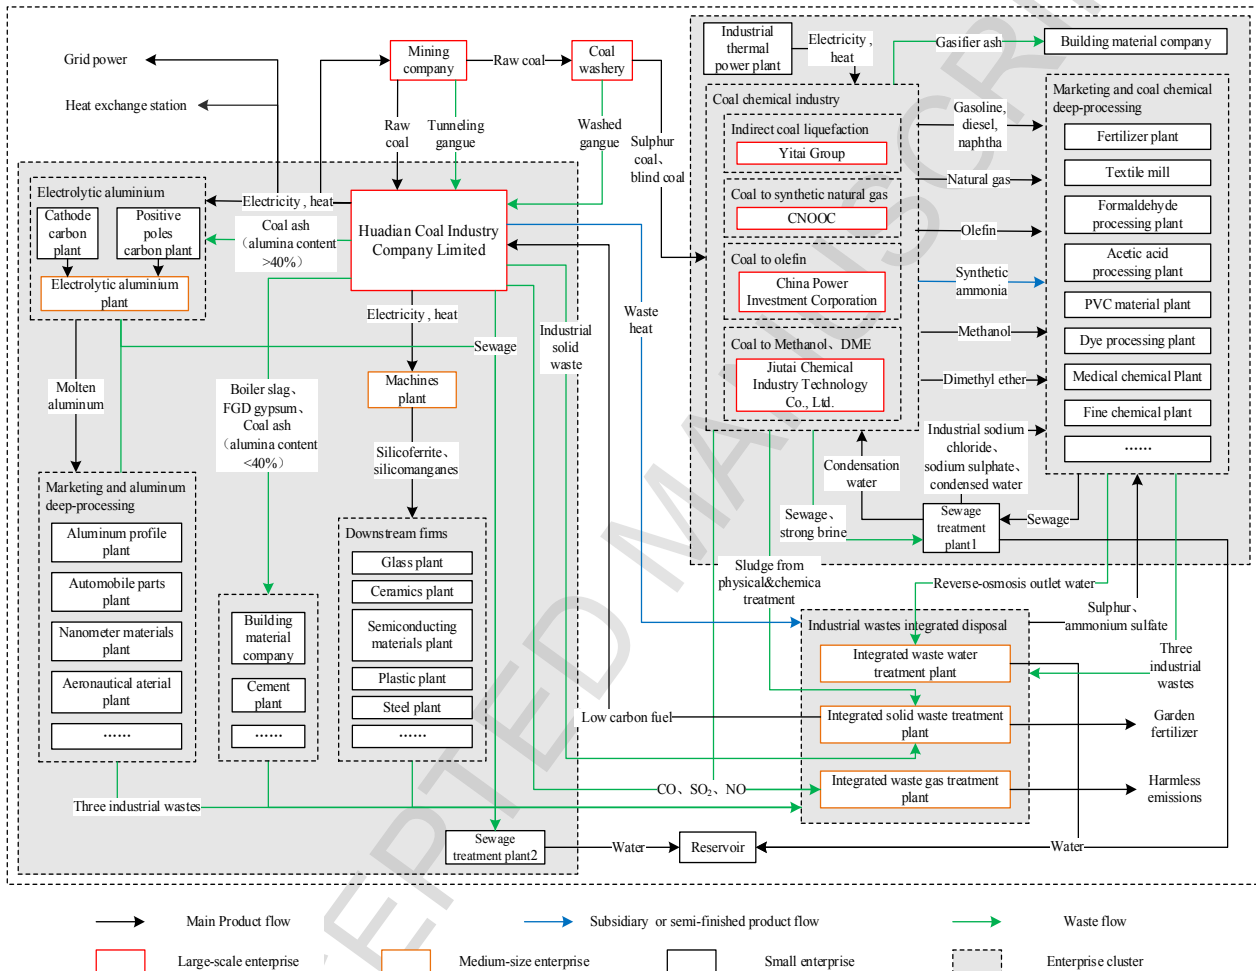 Grid power
Heat exchange station
Mining
company
Raw coal
Coal
washery
Raw
coal
Tunneling
gangue
Washed
gangue
Sulphur
coal、
blind coal
Industrial
thermal
power plant
Electricity ,
heat
Gasifier ash
Building material company
Coal chemical industry
Indirect coal liquefaction
Yitai Group
Coal to synthetic natural gas
CNOOC
Coal to olefin
China Power
Investment Corporation
Coal to Methanol、DME
Jiutai Chemical
Industry Technology
Co., Ltd.
Gasoline,
diesel,
naphtha
Natural gas
Olefin
Synthetic
ammonia
Methanol
Dimethyl ether
Industrial sodium
chloride、
sodium sulphate、
condensed water
Marketing and coal chemical
deep-processing
Fertilizer plant
Textile mill
Formaldehyde
processing plant
Acetic acid
processing plant
PVC material plant
Dye processing plant
Medical chemical Plant
Fine chemical plant
……
Electrolytic aluminium
Cathode
carbon
plant
Positive
poles
carbon plant
Electrolytic aluminium
plant
Electricity , heat
Coal ash
（alumina content
>40%）
Huadian Coal Industry
Company Limited
Electricity , heat
Industrial
solid
waste
Waste
heat
Sewage
Molten
aluminum
Boiler slag、
FGD gypsum、
Coal ash
（alumina content
<40%）
Machines
plant
Silicoferrite、
silicomanganes
Condensation
water
Sewage、
strong brine
Sewage
treatment
plant1
Sewage
Marketing and aluminum
deep-processing
Aluminum profile
plant
Automobile parts
plant
Nanometer materials
plant
Aeronautical aterial
plant
……
Building
material
company
Cement
plant
……
Downstream firms
Glass plant
Ceramics plant
Semiconducting
materials plant
Plastic plant
Steel plant
……
Sludge from
physical&chemica
treatment
Reverse-osmosis outlet water
Sulphur、
ammonium sulfate
Three
industrial
wastes
Industrial wastes integrated disposal
Integrated waste water
treatment plant
Integrated solid waste treatment
plant
Integrated waste gas treatment
plant
Low carbon fuel
Garden
fertilizer
Harmless
emissions
Three industrial wastes
CO、SO₂、NO
Sewage
treatment plant2
Water
Reservoir
Water
Main Product flow
Subsidiary or semi-finished product flow
Waste flow
Large-scale enterprise
Medium-size enterprise
Small enterprise
Enterprise cluster